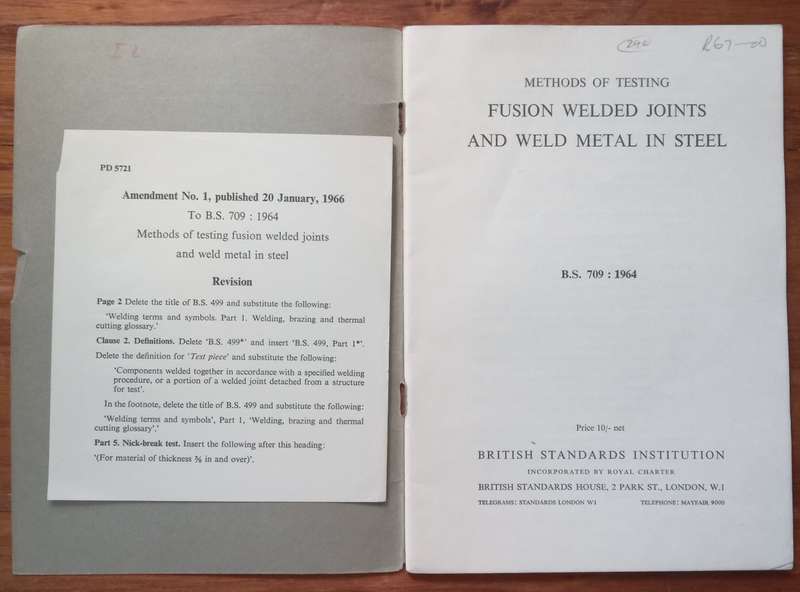 I L
PD 5721
Amendment No. 1, published 20 January, 1966
To B.S. 709 : 1964
Methods of testing fusion welded joints
and weld metal in steel
Revision
Page 2 Delete the title of B.S. 499 and substitute the following:
'Welding terms and symbols. Part 1. Welding, brazing and thermal
cutting glossary.'
Clause 2. Definitions. Delete 'B.S. 499*' and insert 'B.S. 499, Part 1*'.
Delete the definition for 'Test piece' and substitute the following:
'Components welded together in accordance with a specified welding
procedure, or a portion of a welded joint detached from a structure
for test'.
In the footnote, delete the title of B.S. 499 and substitute the following:
'Welding terms and symbols', Part 1, 'Welding, brazing and thermal
cutting glossary'.'
Part 5. Nick-break test. Insert the following after this heading:
'(For material of thickness in and over)'.
240
R67-00
METHODS OF TESTING
FUSION WELDED JOINTS
AND WELD METAL IN STEEL
B.S. 709 : 1964
Price 10/- net
BRITISH STANDARDS INSTITUTION
INCORPORATED BY ROYAL CHARTER
BRITISH STANDARDS HOUSE, 2 PARK ST., LONDON, W.1
TELEGRAMS: STANDARDS LONDON W1 TELEPHONE: MAYFAIR 9000